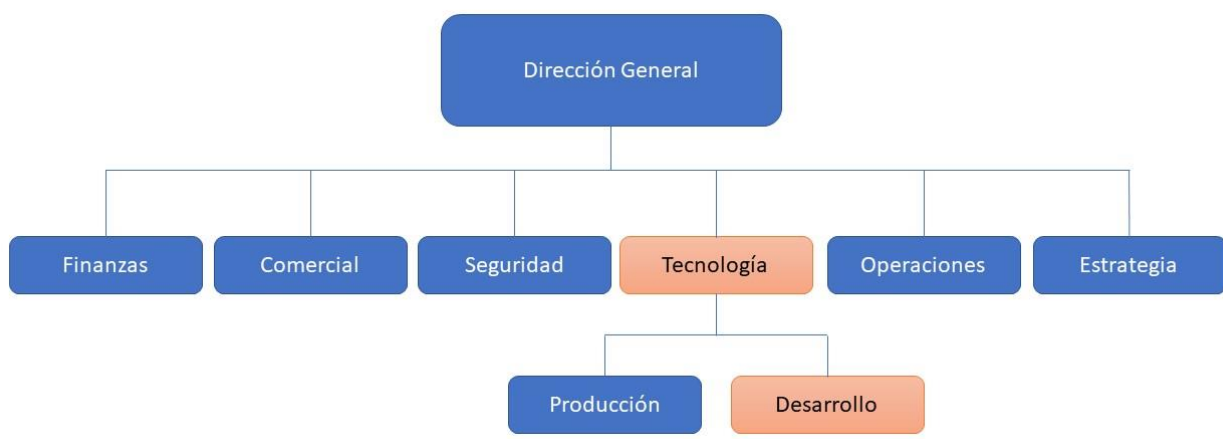 Dirección General
Finanzas
Comercial
Seguridad
Tecnología
Operaciones
Estrategia
Producción
Desarrollo